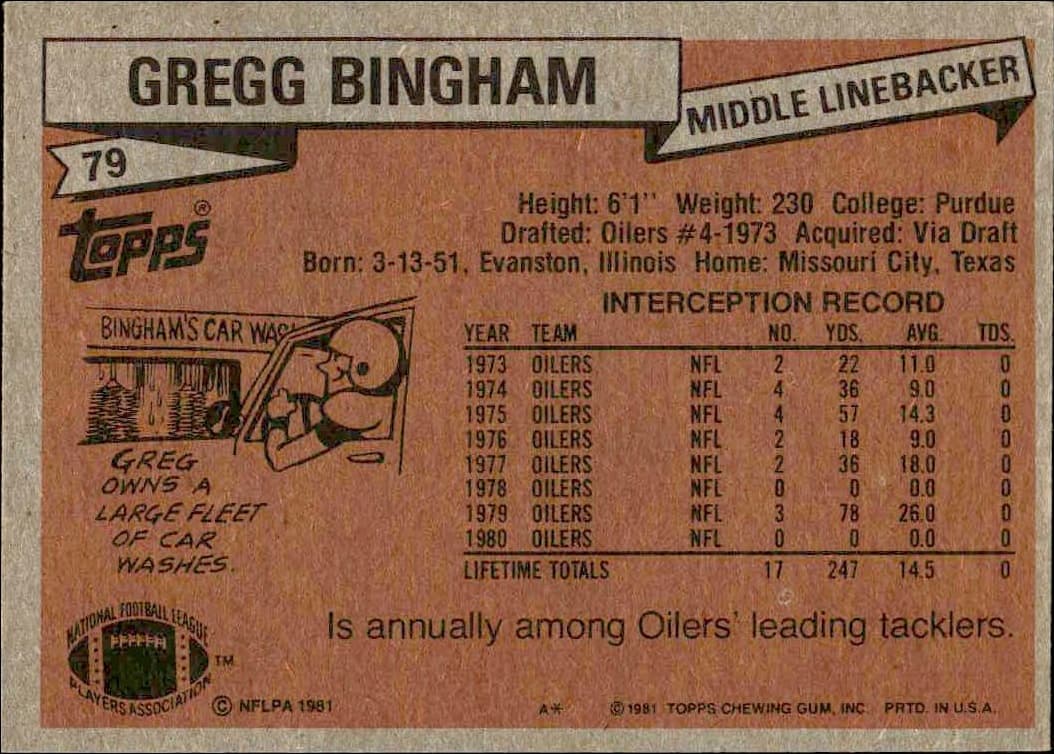 GREGG BINGHAM
MIDDLE LINEBACKER
79
TOPPS®
Height: 6'1'' Weight: 230 College: Purdue
Drafted: Oilers #4-1973 Acquired: Via Draft
Born: 3-13-51, Evanston, Illinois Home: Missouri City, Texas
BINGHAM'S CAR WAS
GREG
OWNS A
LARGE FLEET
OF CAR
WASHES.
INTERCEPTION RECORD
YEAR TEAM NO. YDS. AVG. TDS.
1973 OILERS NFL 2 22 11.0 0
1974 OILERS NFL 4 36 9.0 0
1975 OILERS NFL 4 57 14.3 0
1976 OILERS NFL 2 18 9.0 0
1977 OILERS NFL 2 36 18.0 0
1978 OILERS NFL 0 0 0.0 0
1979 OILERS NFL 3 78 26.0 0
1980 OILERS NFL 0 0 0.0 0
LIFETIME TOTALS 17 247 14.5 0
Is annually among Oilers' leading tacklers.
NATIONAL FOOTBALL LEAGUE
PLAYERS ASSOCIATION
TM
© NFLPA 1981
A* © 1981 TOPPS CHEWING GUM, INC. PRTD. IN U.S.A.